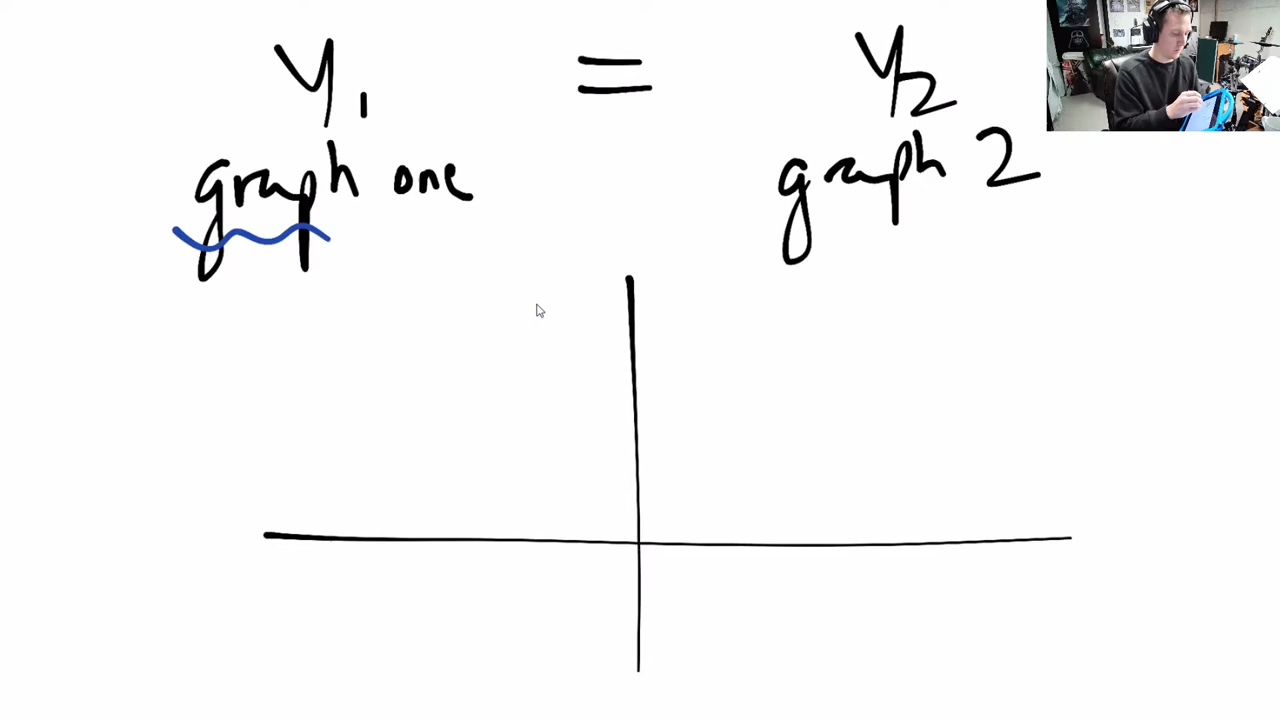 y₁ = y₂
graph one graph 2